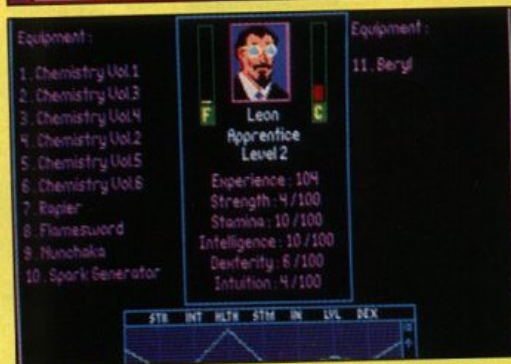 Equipment:
1. Chemistry Vol.1
2. Chemistry Vol.3
3. Chemistry Vol.4
4. Chemistry Vol.2
5. Chemistry Vol.5
6. Chemistry Vol.6
7. Rapier
8. Flamesword
9. Nunchaka
10. Spark Generator
F
C
Leon
Apprentice
Level 2
Experience: 104
Strength: 4/100
Stamina: 10/100
Intelligence: 10/100
Dexterity: 6/100
Intuition: 4/100
Equipment:
11. Beryl
STR INT HLTH STM IN LVL DEX